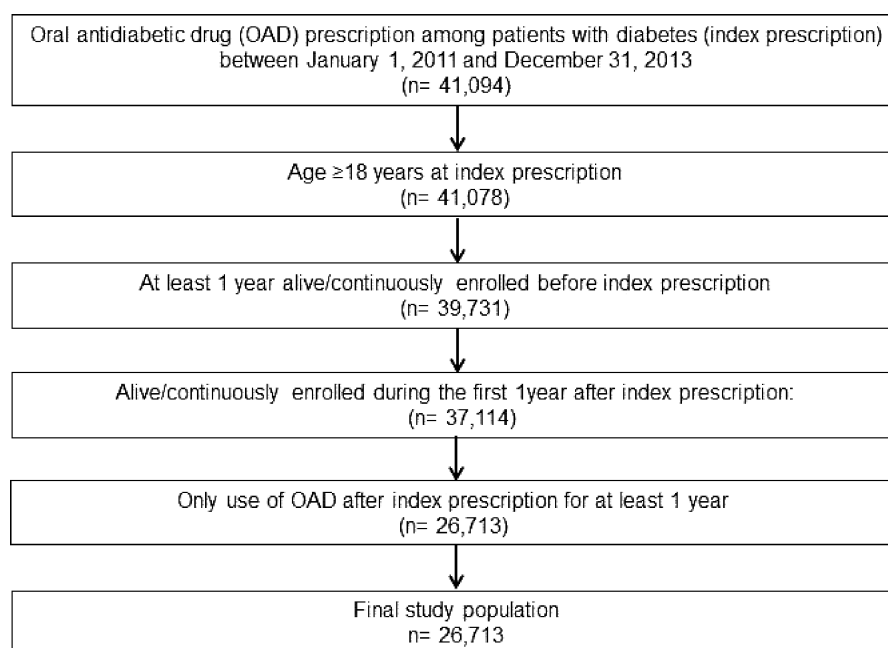 Oral antidiabetic drug (OAD) prescription among patients with diabetes (index prescription)
between January 1, 2011 and December 31, 2013
(n= 41,094)
Age ≥18 years at index prescription
(n= 41,078)
At least 1 year alive/continuously enrolled before index prescription
(n= 39,731)
Alive/continuously enrolled during the first 1year after index prescription:
(n= 37,114)
Only use of OAD after index prescription for at least 1 year
(n= 26,713)
Final study population
n= 26,713